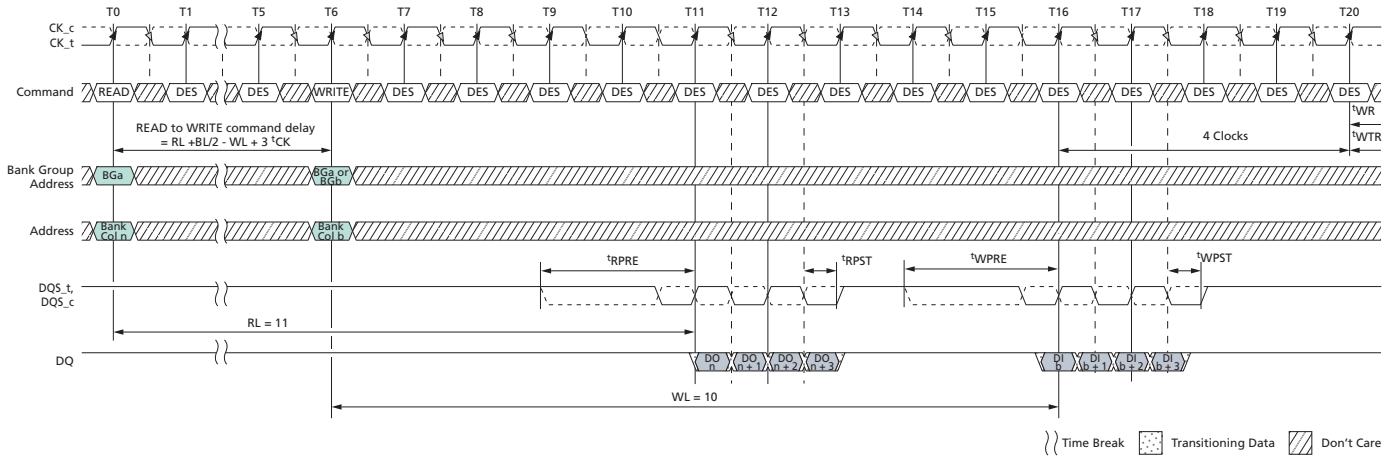 T0 T1 T5 T6 T7 T8 T9 T10 T11 T12 T13 T14 T15 T16 T17 T18 T19 T20
CK_c
CK_t
Command READ DES DES WRITE DES DES DES DES DES DES DES DES DES DES DES DES DES DES
tWR
READ to WRITE command delay
= RL +BL/2 - WL + 3 tCK
4 Clocks
tWTR
Bank Group
Address
BGa
BGa or
BGb
Address
Bank
Col n
Bank
Col b
tRPRE tRPST tWPRE tWPST
DQS_t,
DQS_c
RL = 11
DQ
DO
n
DO
n + 1
DO
n + 2
DO
n + 3
DI
b
DI
b + 1
DI
b + 2
DI
b + 3
WL = 10
Time Break Transitioning Data Don't Care